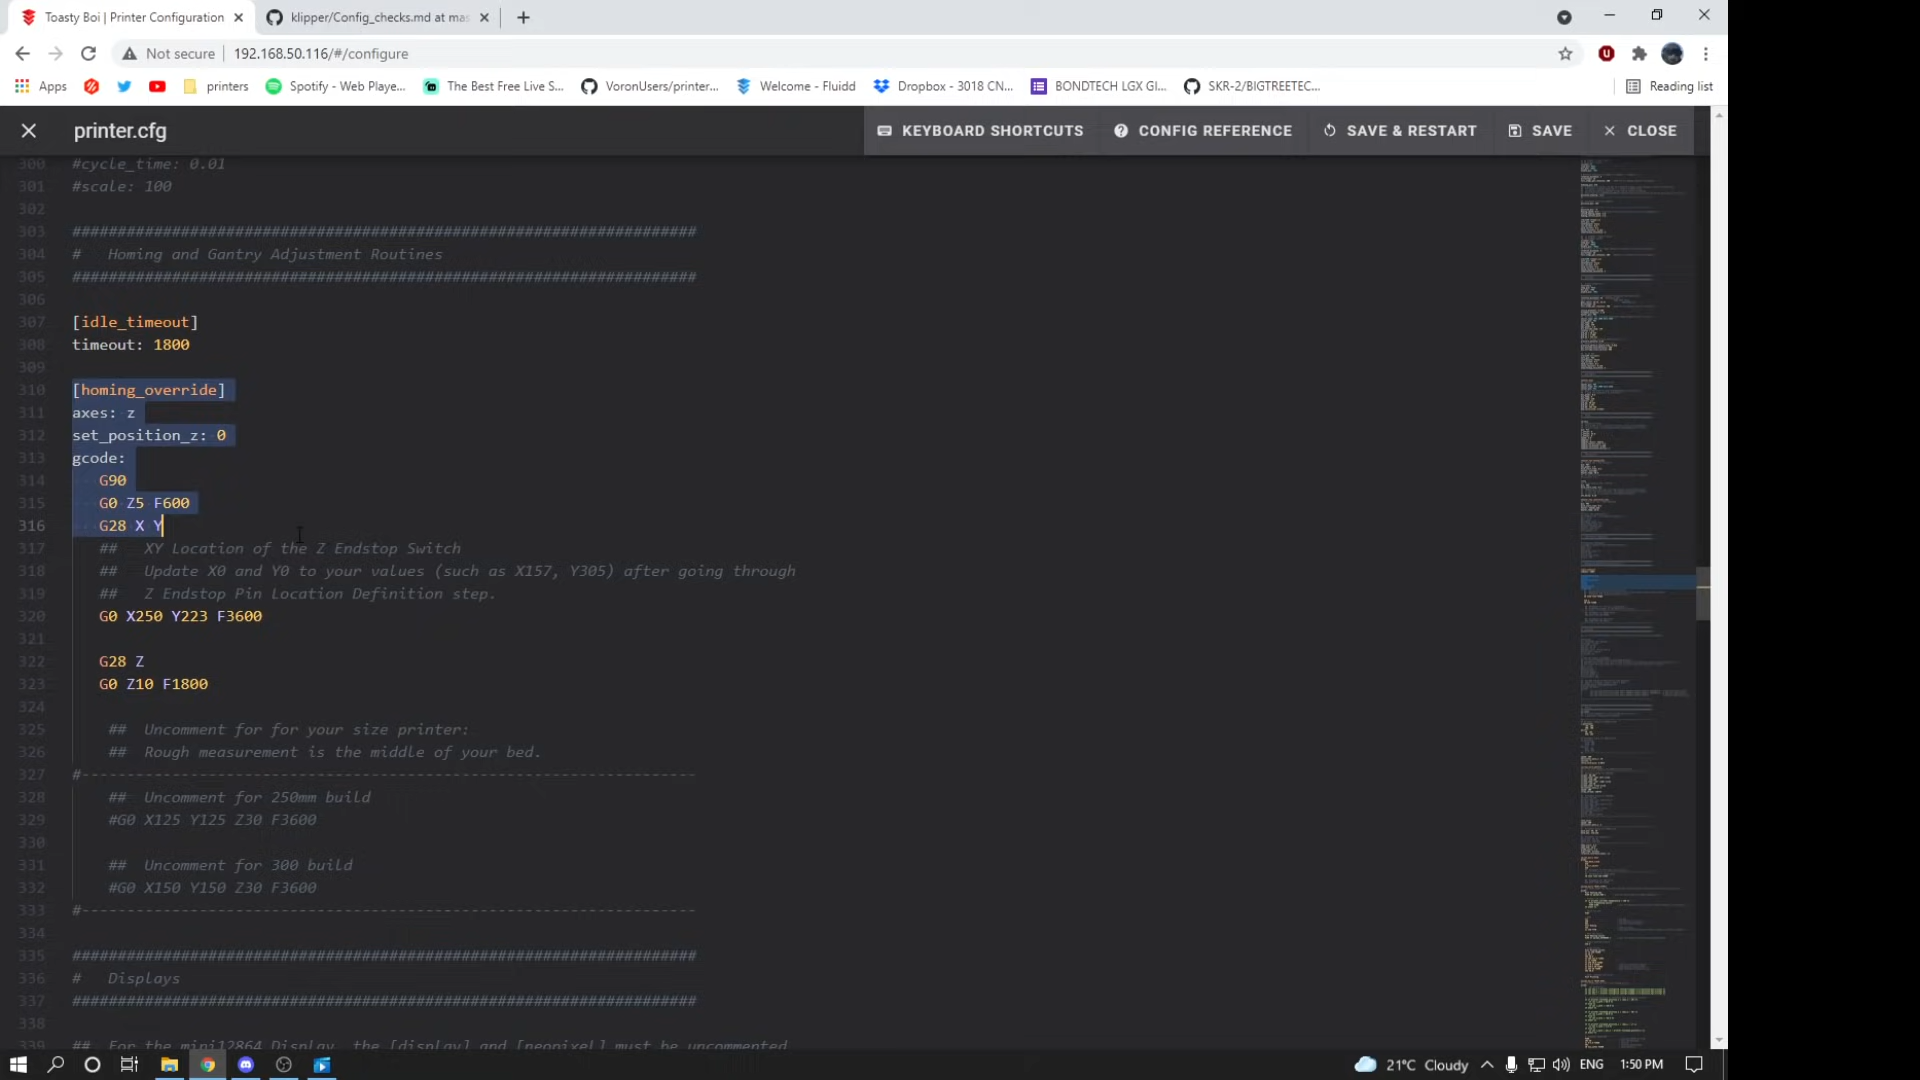 Toasty Boi | Printer Configuration
klipper/Config_checks.md at mas
Not secure
192.168.50.116/#/configure
Apps
printers
Spotify - Web Playe...
The Best Free Live S...
VoronUsers/printer...
Welcome - Fluidd
Dropbox - 3018 CN...
BONDTECH LGX GI...
SKR-2/BIGTREETEC...
Reading list
printer.cfg
KEYBOARD SHORTCUTS
CONFIG REFERENCE
SAVE & RESTART
SAVE
CLOSE
300 #cycle_time: 0.01
301 #scale: 100
302
303 #####################################################################
304 #   Homing and Gantry Adjustment Routines
305 #####################################################################
306
307 [idle_timeout]
308 timeout: 1800
309
310 [homing_override]
311 axes: z
312 set_position_z: 0
313 gcode:
314    G90
315    G0 Z5 F600
316    G28 X Y
317    ##   XY Location of the Z Endstop Switch
318    ##   Update X0 and Y0 to your values (such as X157, Y305) after going through
319    ##   Z Endstop Pin Location Definition step.
320    G0 X250 Y223 F3600
321
322    G28 Z
323    G0 Z10 F1800
324
325     ##  Uncomment for for your size printer:
326     ##  Rough measurement is the middle of your bed.
327 #--------------------------------------------------------------------
328     ##  Uncomment for 250mm build
329     #G0 X125 Y125 Z30 F3600
330
331     ##  Uncomment for 300 build
332     #G0 X150 Y150 Z30 F3600
333 #--------------------------------------------------------------------
334
335 #####################################################################
336 #   Displays
337 #####################################################################
338
339 ##  For the mini12864 Display, the [display] and [neopixel] must be uncommented
21°C Cloudy
ENG
1:50 PM